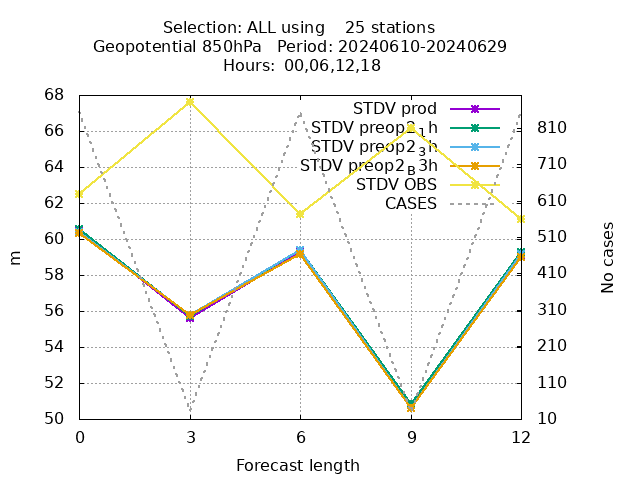 Selection: ALL using    25 stations
Geopotential 850hPa   Period: 20240610-20240629
Hours: 00,06,12,18
STDV prod
STDV preop2_1h
STDV preop2_3h
STDV preop2_B3h
STDV OBS
CASES
68
66
64
62
60
58
56
54
52
50
m
810
710
610
510
410
310
210
110
10
No cases
0 3 6 9 12
Forecast length